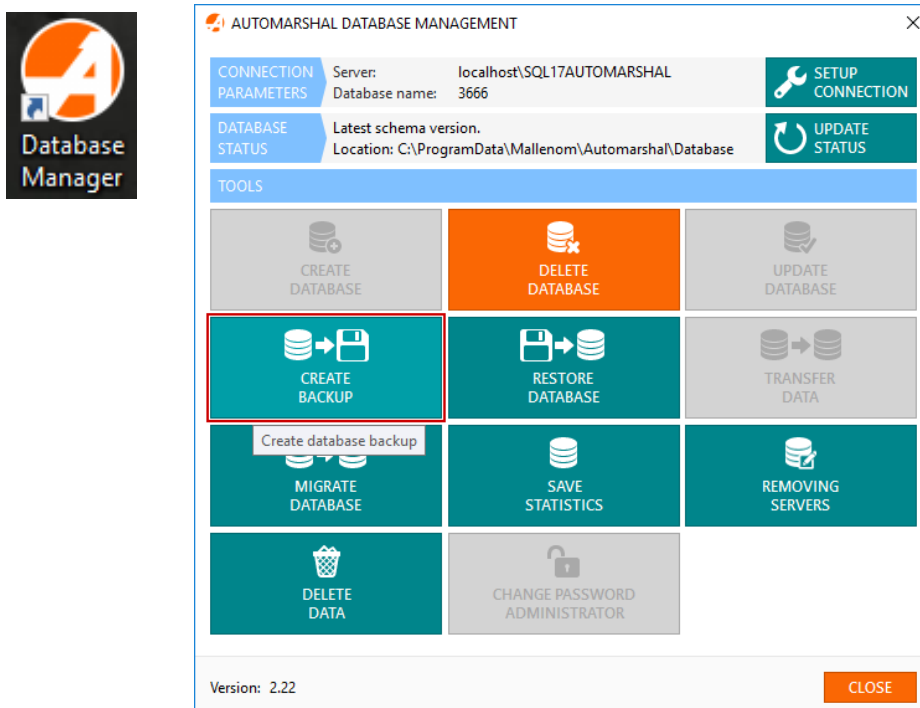 Database
Manager
AUTOMARSHAL DATABASE MANAGEMENT
CONNECTION
PARAMETERS
Server: localhost\SQL17AUTOMARSHAL
Database name: 3666
SETUP
CONNECTION
DATABASE
STATUS
Latest schema version.
Location: C:\ProgramData\Mallenom\Automarshal\Database
UPDATE
STATUS
TOOLS
CREATE
DATABASE
DELETE
DATABASE
UPDATE
DATABASE
CREATE
BACKUP
RESTORE
DATABASE
TRANSFER
DATA
Create database backup
MIGRATE
DATABASE
SAVE
STATISTICS
REMOVING
SERVERS
DELETE
DATA
CHANGE PASSWORD
ADMINISTRATOR
Version: 2.22
CLOSE